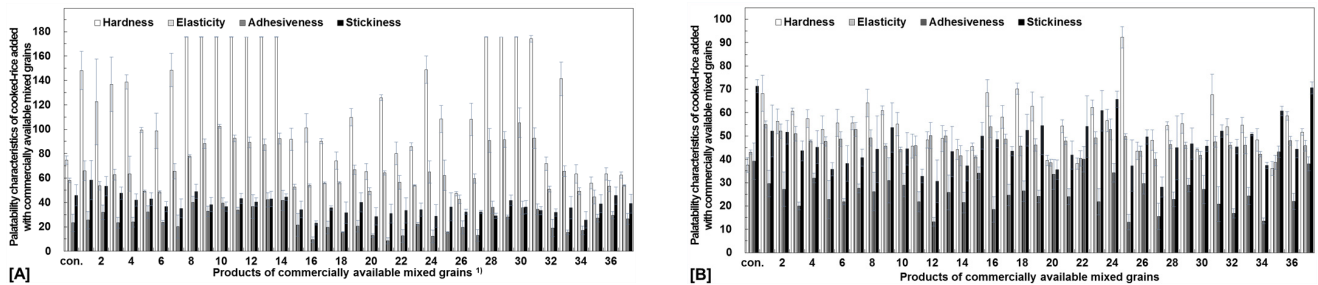 Hardness Elasticity Adhesiveness Stickiness
Palatability characteristics of cooked-rice added
with commercially available mixed grains
180
160
140
120
100
80
60
40
20
0
con. 2 4 6 8 10 12 14 16 18 20 22 24 26 28 30 32 34 36
Products of commercially available mixed grains 1)
[A]
Hardness Elasticity Adhesiveness Stickiness
Palatability characteristics of cooked-rice added
with commercially available mixed grains
100
90
80
70
60
50
40
30
20
10
0
con. 2 4 6 8 10 12 14 16 18 20 22 24 26 28 30 32 34 36
Products of commercially available mixed grains
[B]